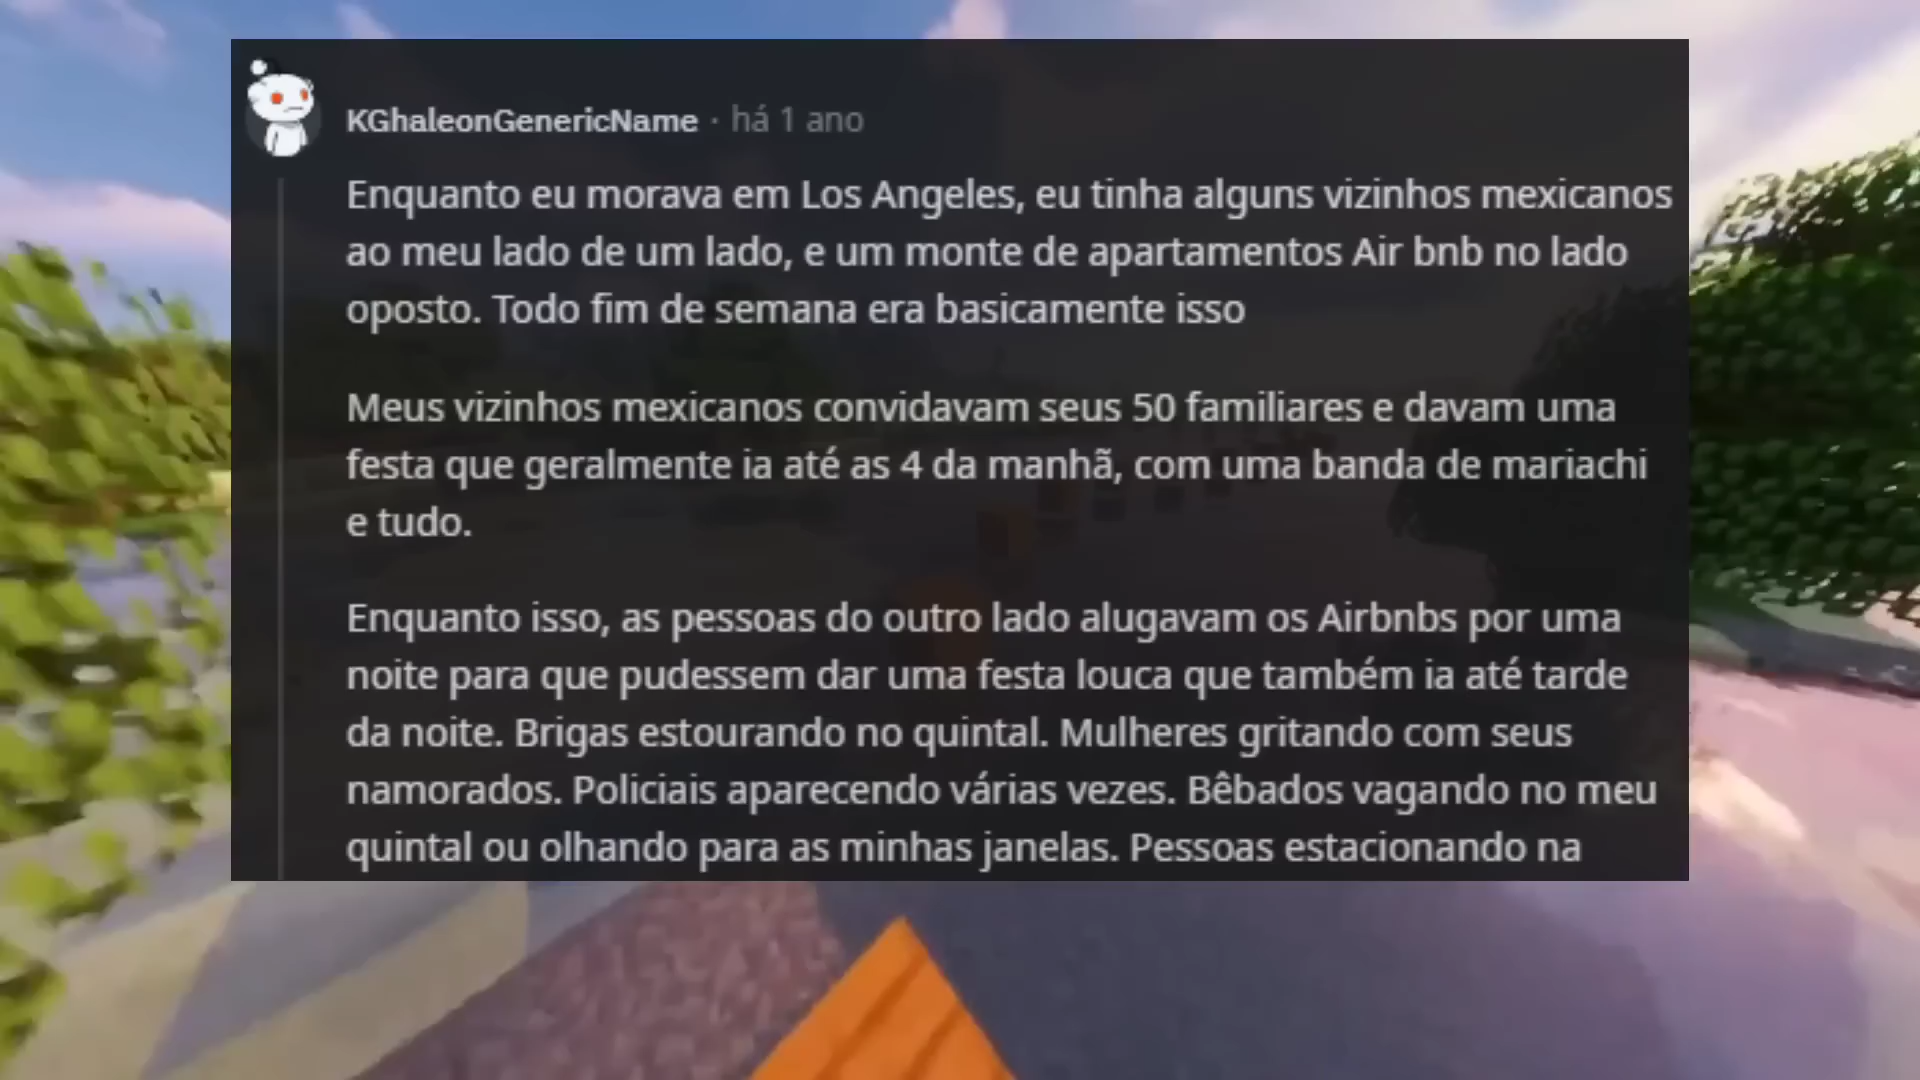 KGhaleonGenericName · há 1 ano
Enquanto eu morava em Los Angeles, eu tinha alguns vizinhos mexicanos
ao meu lado de um lado, e um monte de apartamentos Air bnb no lado
oposto. Todo fim de semana era basicamente isso
Meus vizinhos mexicanos convidavam seus 50 familiares e davam uma
festa que geralmente ia até as 4 da manhã, com uma banda de mariachi
e tudo.
Enquanto isso, as pessoas do outro lado alugavam os Airbnbs por uma
noite para que pudessem dar uma festa louca que também ia até tarde
da noite. Brigas estourando no quintal. Mulheres gritando com seus
namorados. Policiais aparecendo várias vezes. Bêbados vagando no meu
quintal ou olhando para as minhas janelas. Pessoas estacionando na